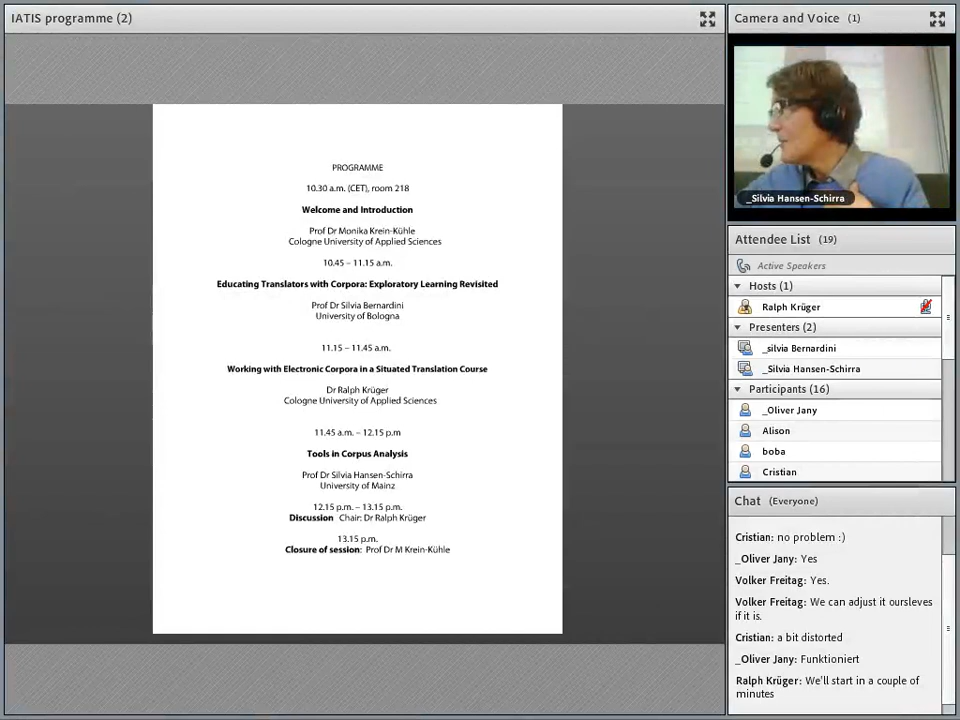 IATIS programme (2)
PROGRAMME
10.30 a.m. (CET), room 218
Welcome and Introduction
Prof Dr Monika Krein-Kühle
Cologne University of Applied Sciences
10.45 – 11.15 a.m.
Educating Translators with Corpora: Exploratory Learning Revisited
Prof Dr Silvia Bernardini
University of Bologna
11.15 – 11.45 a.m.
Working with Electronic Corpora in a Situated Translation Course
Dr Ralph Krüger
Cologne University of Applied Sciences
11.45 a.m. – 12.15 p.m
Tools in Corpus Analysis
Prof Dr Silvia Hansen-Schirra
University of Mainz
12.15 p.m. – 13.15 p.m.
Discussion Chair: Dr Ralph Krüger
13.15 p.m.
Closure of session: Prof Dr M Krein-Kühle
Camera and Voice (1)
_Silvia Hansen-Schirra
Attendee List (19)
Active Speakers
Hosts (1)
Ralph Krüger
Presenters (2)
_silvia Bernardini
_Silvia Hansen-Schirra
Participants (16)
_Oliver Jany
Alison
boba
Cristian
Chat (Everyone)
Cristian: no problem :)
_Oliver Jany: Yes
Volker Freitag: Yes.
Volker Freitag: We can adjust it oursleves
if it is.
Cristian: a bit distorted
_Oliver Jany: Funktioniert
Ralph Krüger: We'll start in a couple of
minutes